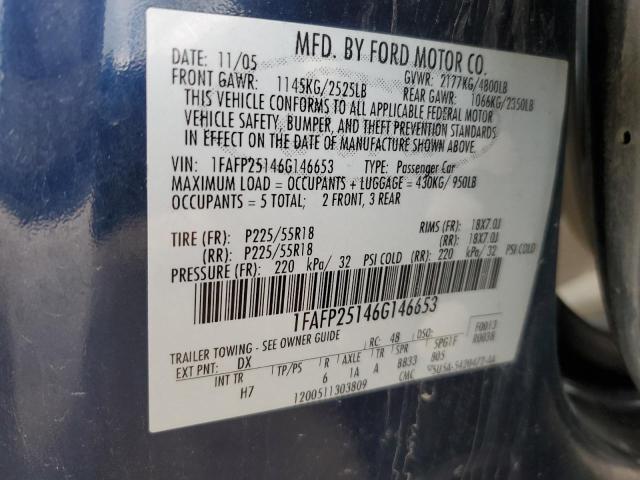 MFD. BY FORD MOTOR CO.
DATE: 11/05 GVWR: 2177KG/4800LB
FRONT GAWR: 1145KG/2525LB REAR GAWR: 1066KG/2350LB
THIS VEHICLE CONFORMS TO ALL APPLICABLE FEDERAL MOTOR
VEHICLE SAFETY, BUMPER, AND THEFT PREVENTION STANDARDS
IN EFFECT ON THE DATE OF MANUFACTURE SHOWN ABOVE.
VIN: 1FAFP25146G146653 TYPE: Passenger Car
MAXIMUM LOAD = OCCUPANTS + LUGGAGE = 430KG/950LB
OCCUPANTS = 5 TOTAL; 2 FRONT, 3 REAR
TIRE (FR): P225/55R18 RIMS (FR): 18X7.0J
(RR): P225/55R18 (RR): 18X7.0J
PRESSURE (FR): 220 kPa/ 32 PSI COLD (RR): 220 kPa/ 32 PSI COLD
1FAFP25146G146653
TRAILER TOWING - SEE OWNER GUIDE F0013
EXT PNT: DX RC: 48 DSO: R0038
INT TR TP/PS R AXLE TR SPR SPGTF
H7 6 1A A 8833 805
1200511303809 CMC